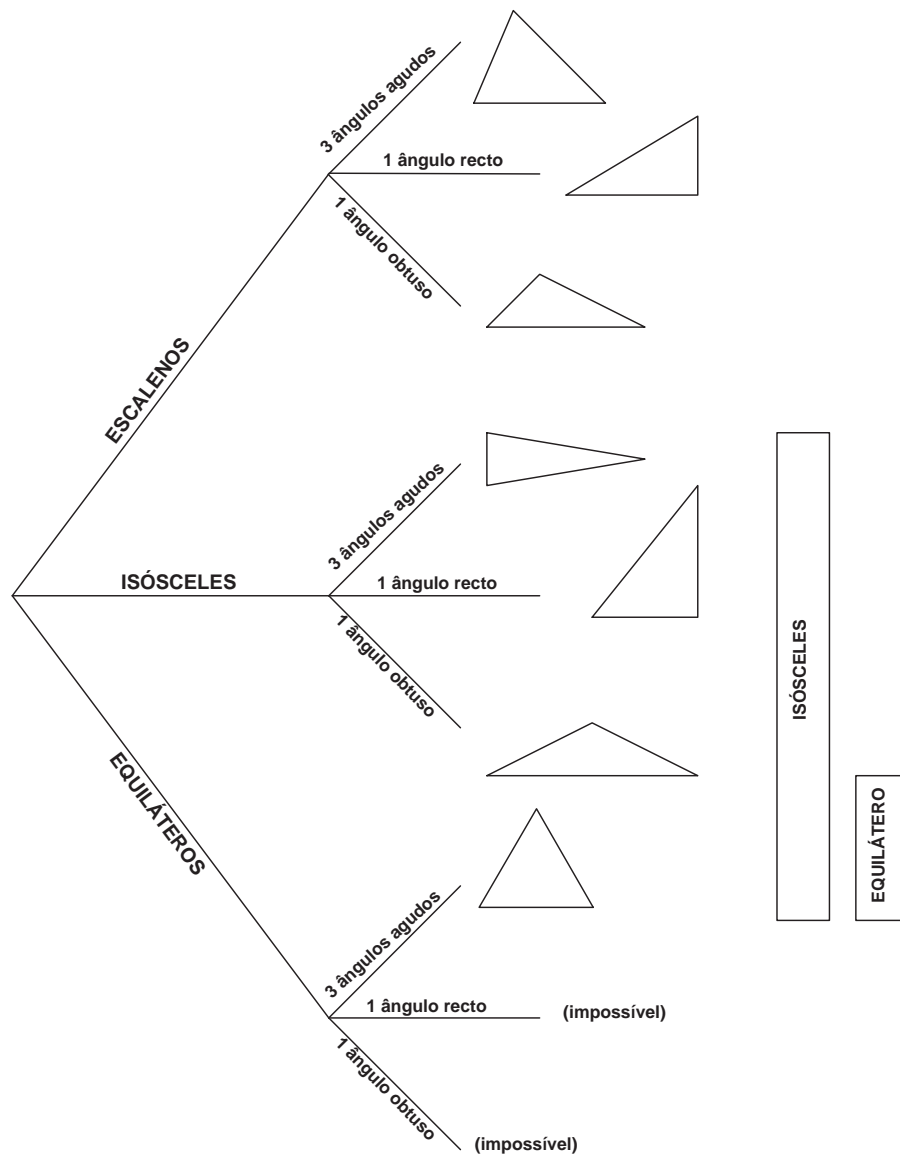 3 ângulos agudos
1 ângulo recto
1 ângulo obtuso
ESCALENOS
3 ângulos agudos
ISÓSCELES
1 ângulo recto
1 ângulo obtuso
ISÓSCELES
EQUILÁTEROS
EQUILÁTERO
3 ângulos agudos
1 ângulo recto
(impossível)
1 ângulo obtuso
(impossível)